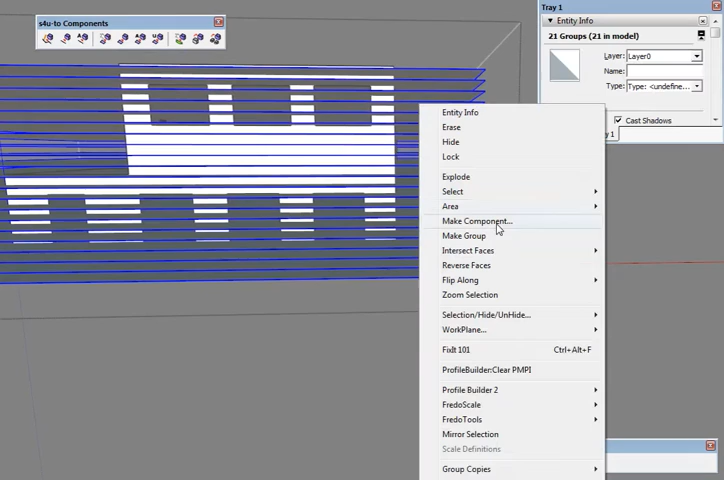 s4u-to Components
Tray 1
Entity Info
21 Groups (21 in model)
Layer: Layer0
Name:
Type: Type: <undefine...
Cast Shadows
Entity Info
Erase
Hide
Lock
Explode
Select
Area
Make Component...
Make Group
Intersect Faces
Reverse Faces
Flip Along
Zoom Selection
Selection/Hide/UnHide...
WorkPlane...
FixIt 101 Ctrl+Alt+F
ProfileBuilder:Clear PMPI
Profile Builder 2
FredoScale
FredoTools
Mirror Selection
Scale Definitions
Group Copies